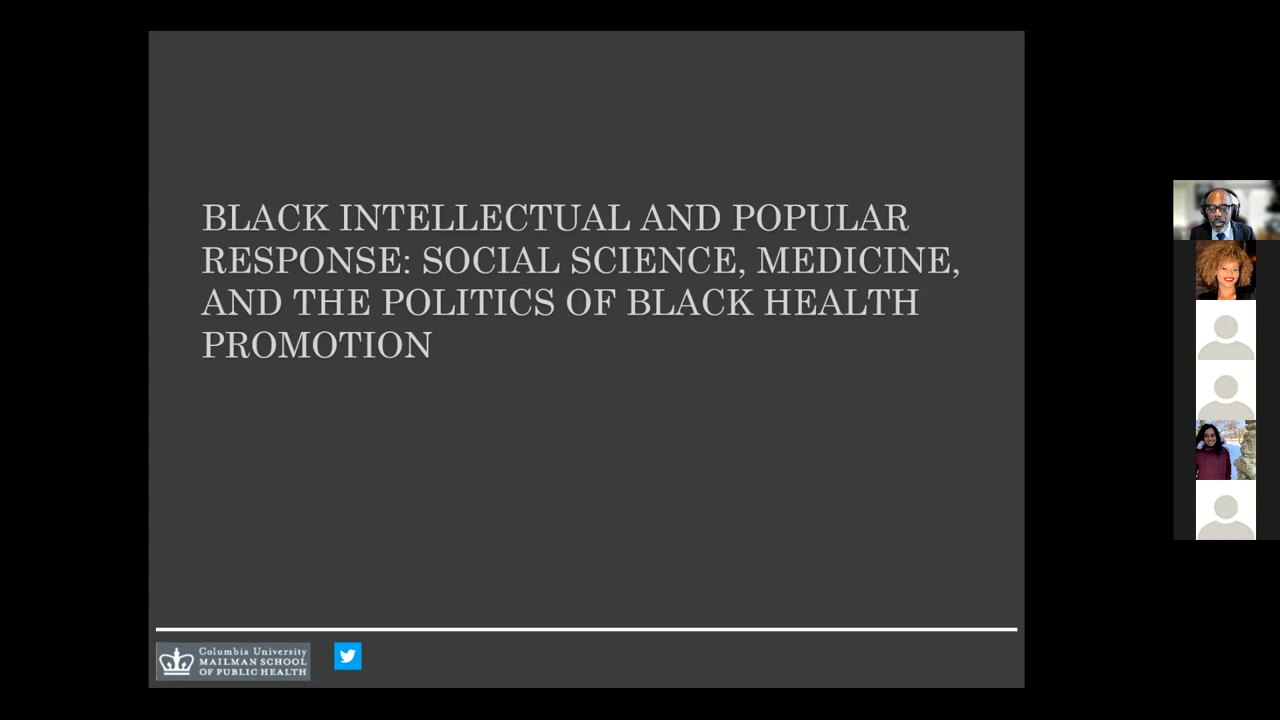 BLACK INTELLECTUAL AND POPULAR
RESPONSE: SOCIAL SCIENCE, MEDICINE,
AND THE POLITICS OF BLACK HEALTH
PROMOTION
Columbia University
MAILMAN SCHOOL
OF PUBLIC HEALTH